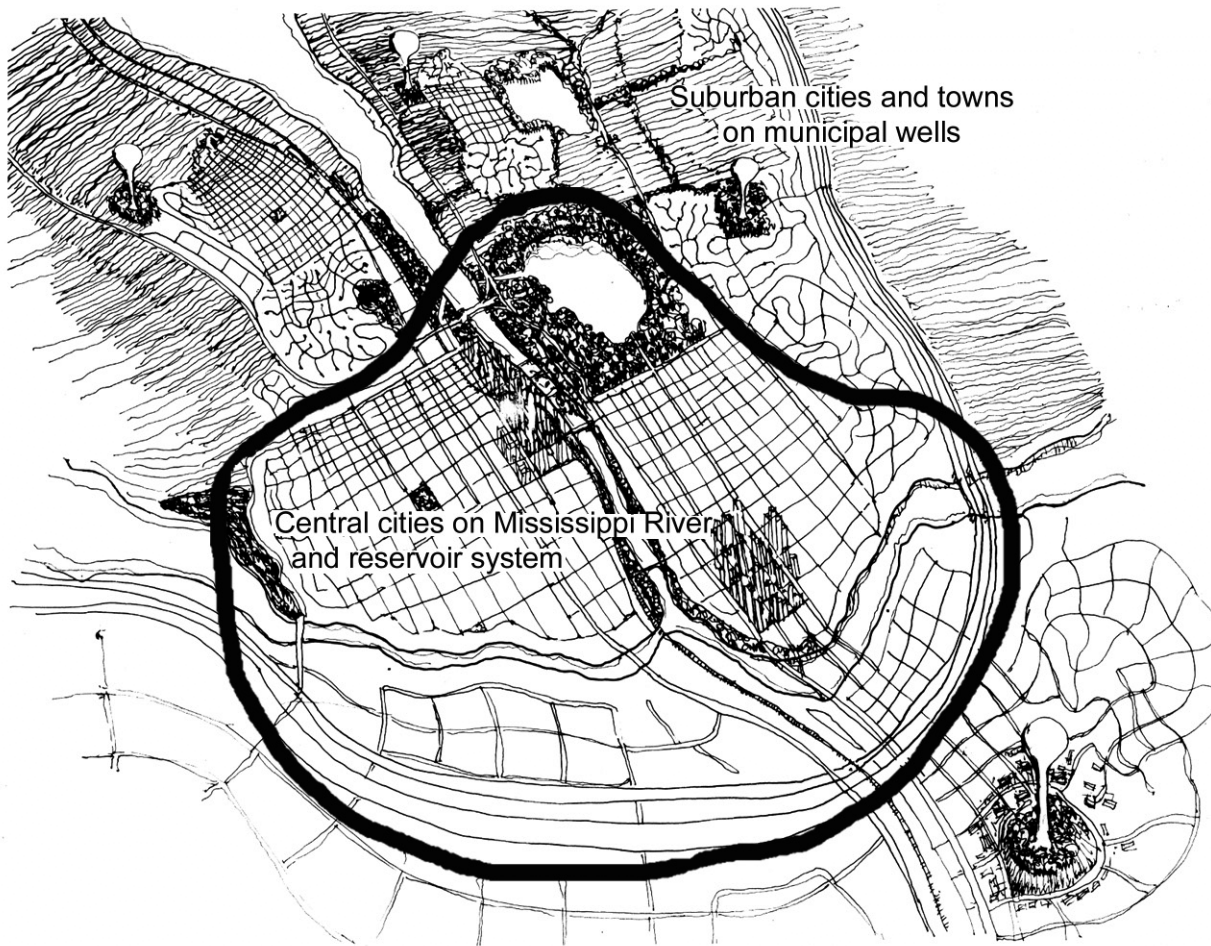 Suburban cities and towns
on municipal wells
Central cities on Mississippi River
and reservoir system